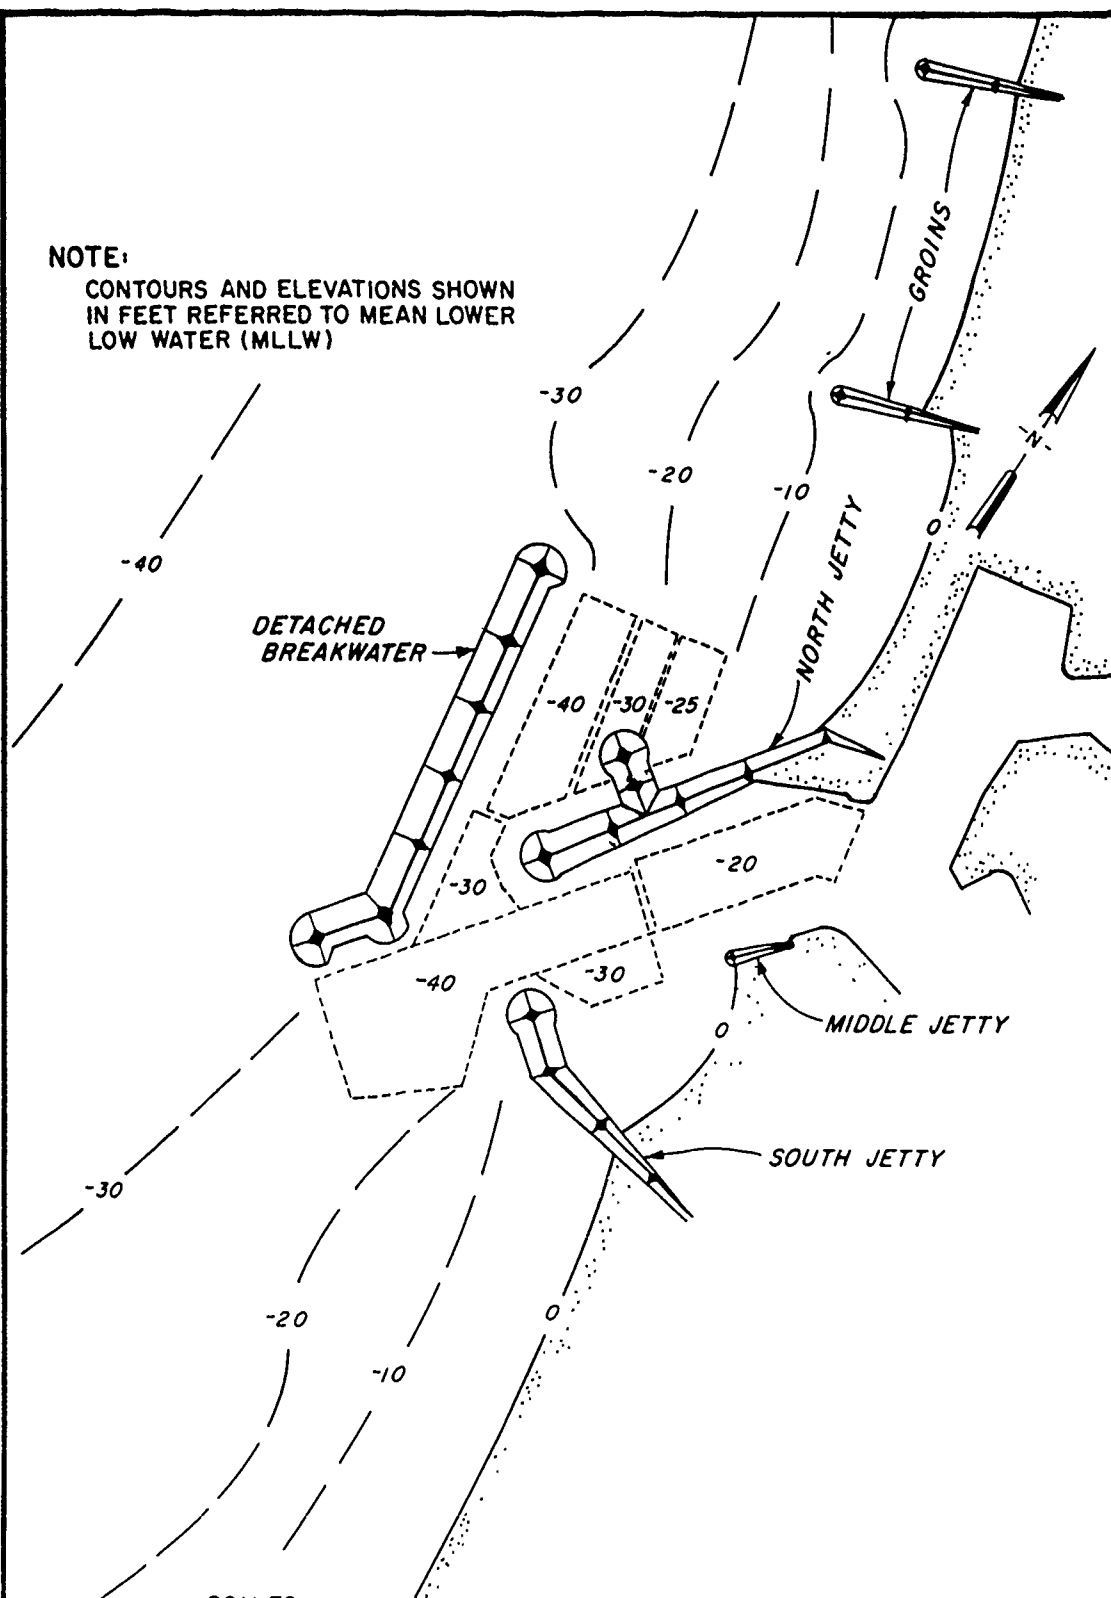 NOTE:
CONTOURS AND ELEVATIONS SHOWN
IN FEET REFERRED TO MEAN LOWER
LOW WATER (MLLW)
GROINS
-30
-20
-10
-N-
0
-40
NORTH JETTY
DETACHED
BREAKWATER
-40
-30
-25
-30
-20
-40
-30
0
MIDDLE JETTY
SOUTH JETTY
-30
-20
0
-10